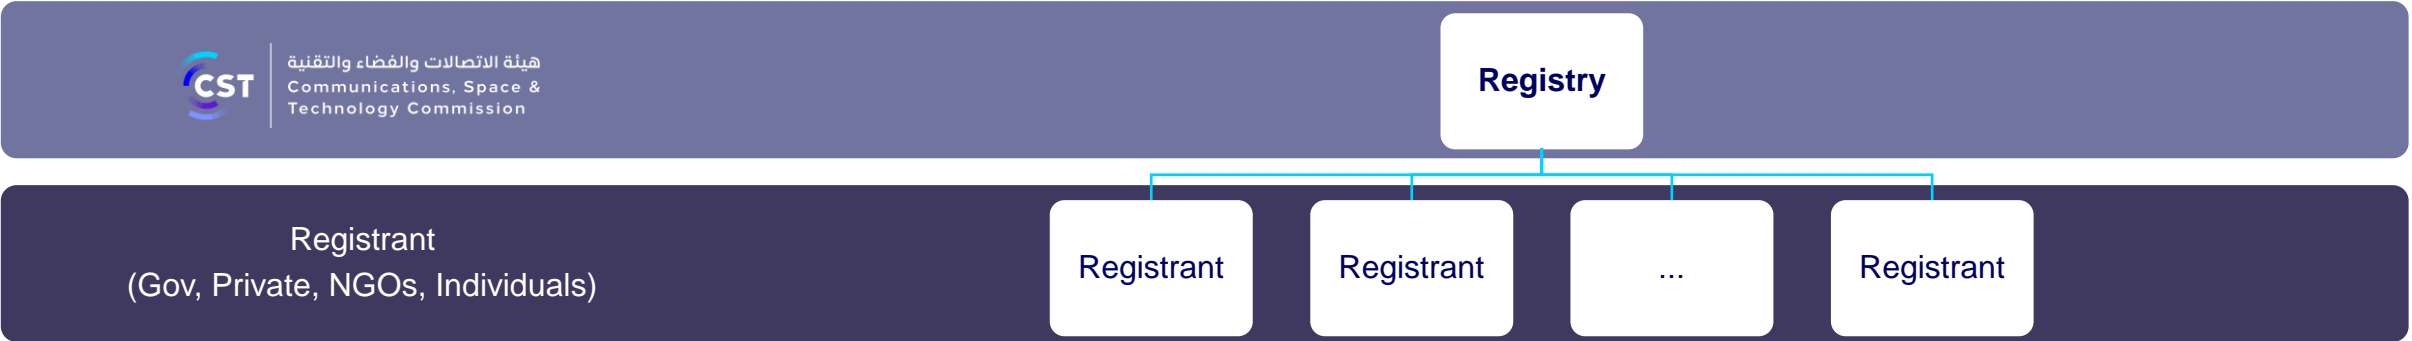 CST
هيئة الاتصالات والفضاء والتقنية
Communications, Space &
Technology Commission
Registry
Registrant
(Gov, Private, NGOs, Individuals)
Registrant
Registrant
...
Registrant